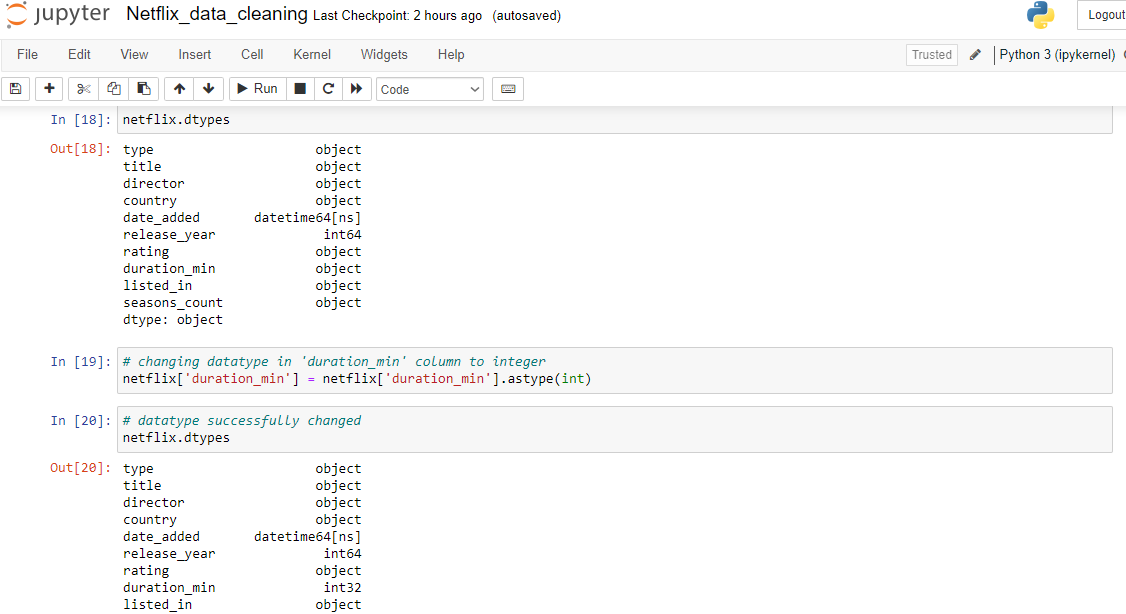 jupyter Netflix_data_cleaning Last Checkpoint: 2 hours ago (autosaved)
Logout
File Edit View Insert Cell Kernel Widgets Help
Trusted Python 3 (ipykernel)
Run Code
In [18]: netflix.dtypes
Out[18]: type object
title object
director object
country object
date_added datetime64[ns]
release_year int64
rating object
duration_min object
listed_in object
seasons_count object
dtype: object
In [19]: # changing datatype in 'duration_min' column to integer
netflix['duration_min'] = netflix['duration_min'].astype(int)
In [20]: # datatype successfully changed
netflix.dtypes
Out[20]: type object
title object
director object
country object
date_added datetime64[ns]
release_year int64
rating object
duration_min int32
listed_in object